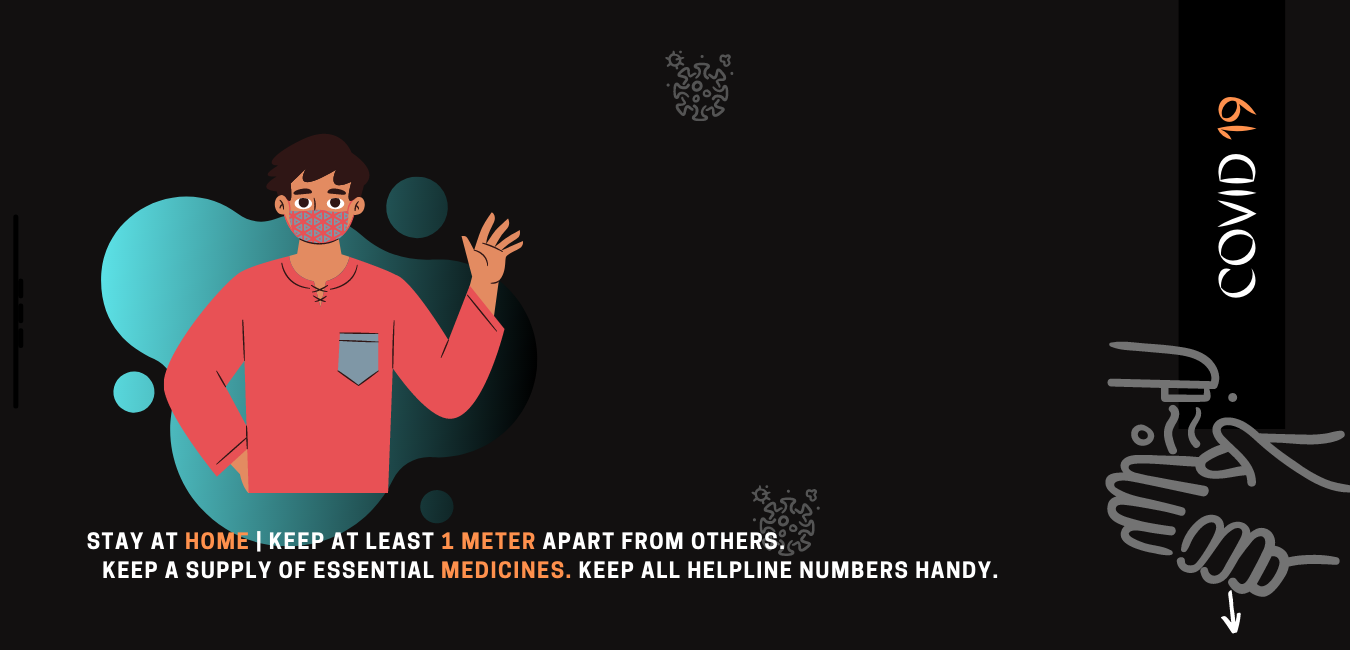 COVID 19
STAY AT HOME | KEEP AT LEAST 1 METER APART FROM OTHERS.
KEEP A SUPPLY OF ESSENTIAL MEDICINES. KEEP ALL HELPLINE NUMBERS HANDY.